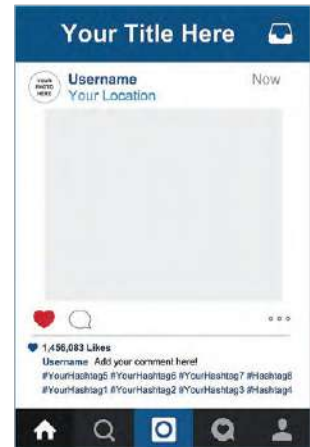 Your Title Here
YOUR
PHOTO
HERE
Username
Now
Your Location
1,456,083 Likes
Username Add your comment here!
#YourHashtag5 #YourHashtag6 #YourHashtag7 #Hashtag8
#YourHashtag1 #YourHashtag2 #YourHashtag3 #Hashtag4